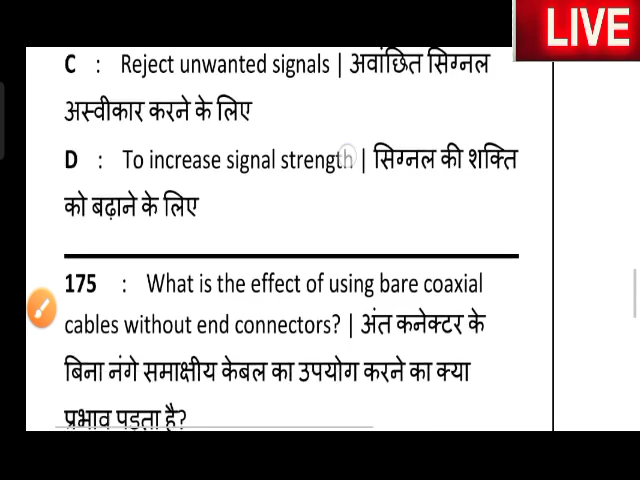 LIVE
C : Reject unwanted signals | अवांछित सिग्नल
अस्वीकार करने के लिए
D : To increase signal strength | सिग्नल की शक्ति
को बढ़ाने के लिए
175 : What is the effect of using bare coaxial
cables without end connectors? | अंत कनेक्टर के
बिना नंगे समाक्षीय केबल का उपयोग करने का क्या
प्रभाव पड़ता है?